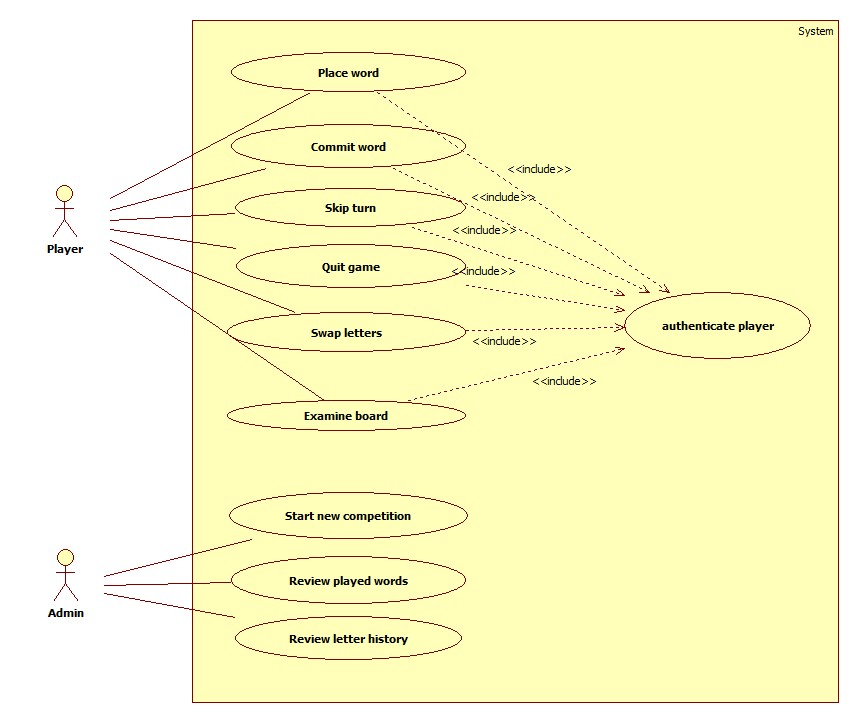 System
Place word
Commit word
<<include>>
<<include>>
Skip turn
<<include>>
Player
Quit game
<<include>>
authenticate player
Swap letters
<<include>>
<<include>>
Examine board
Start new competition
Review played words
Admin
Review letter history